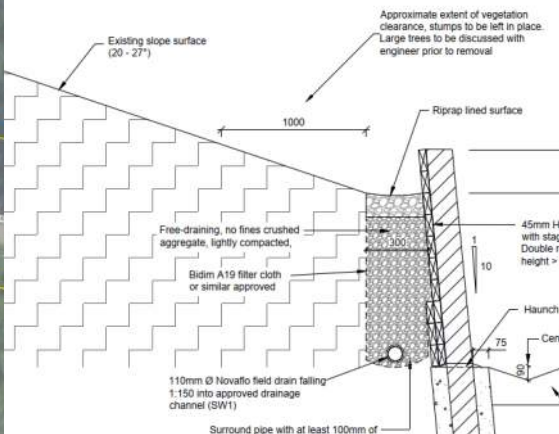 Approximate extent of vegetation
clearance, stumps to be left in place.
Large trees to be discussed with
engineer prior to removal
Existing slope surface
(20 - 27°)
1000
Riprap lined surface
Free-draining, no fines crushed
aggregate, lightly compacted,
300
45mm H
with stag
Double r
height >
1
10
Bidim A19 filter cloth
or similar approved
Haunch
Cen
75
90
110mm Ø Novaflo field drain falling
1:150 into approved drainage
channel (SW1)
Surround pipe with at least 100mm of